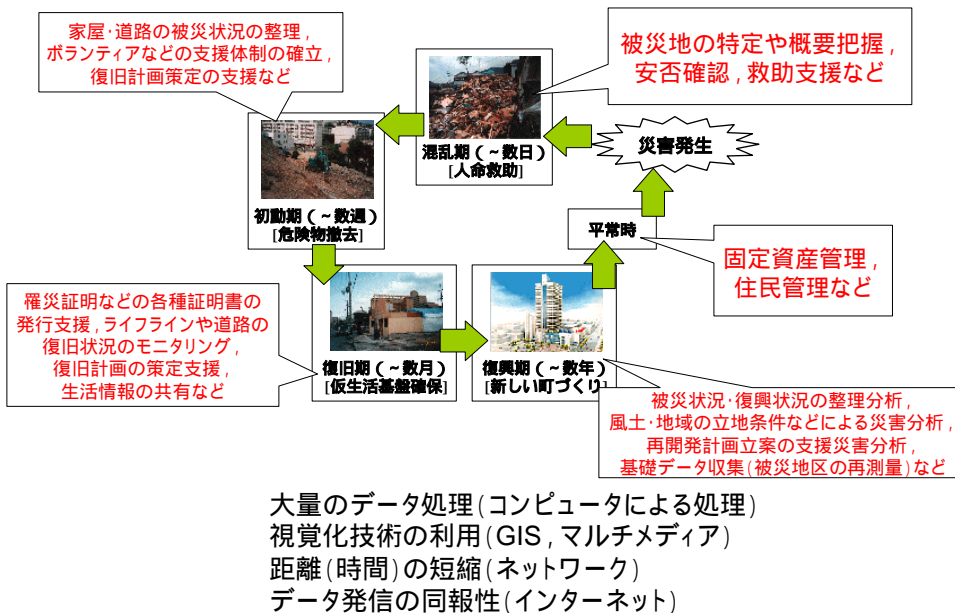 家屋・道路の被災状況の整理，
ボランティアなどの支援体制の確立，
復旧計画策定の支援など
被災地の特定や概要把握，
安否確認，救助支援など
災害発生
混乱期（～数日）
[人命救助]
初動期（～数週）
[危険物撤去]
平常時
固定資産管理，
住民管理など
罹災証明などの各種証明書の
発行支援，ライフラインや道路の
復旧状況のモニタリング，
復旧計画の策定支援，
生活情報の共有など
復旧期（～数月）
[仮生活基盤確保]
復興期（～数年）
[新しい町づくり]
被災状況・復興状況の整理分析，
風土・地域の立地条件などによる災害分析，
再開発計画立案の支援災害分析，
基礎データ収集(被災地区の再測量)など
大量のデータ処理(コンピュータによる処理)
視覚化技術の利用(GIS，マルチメディア)
距離(時間)の短縮(ネットワーク)
データ発信の同報性(インターネット)